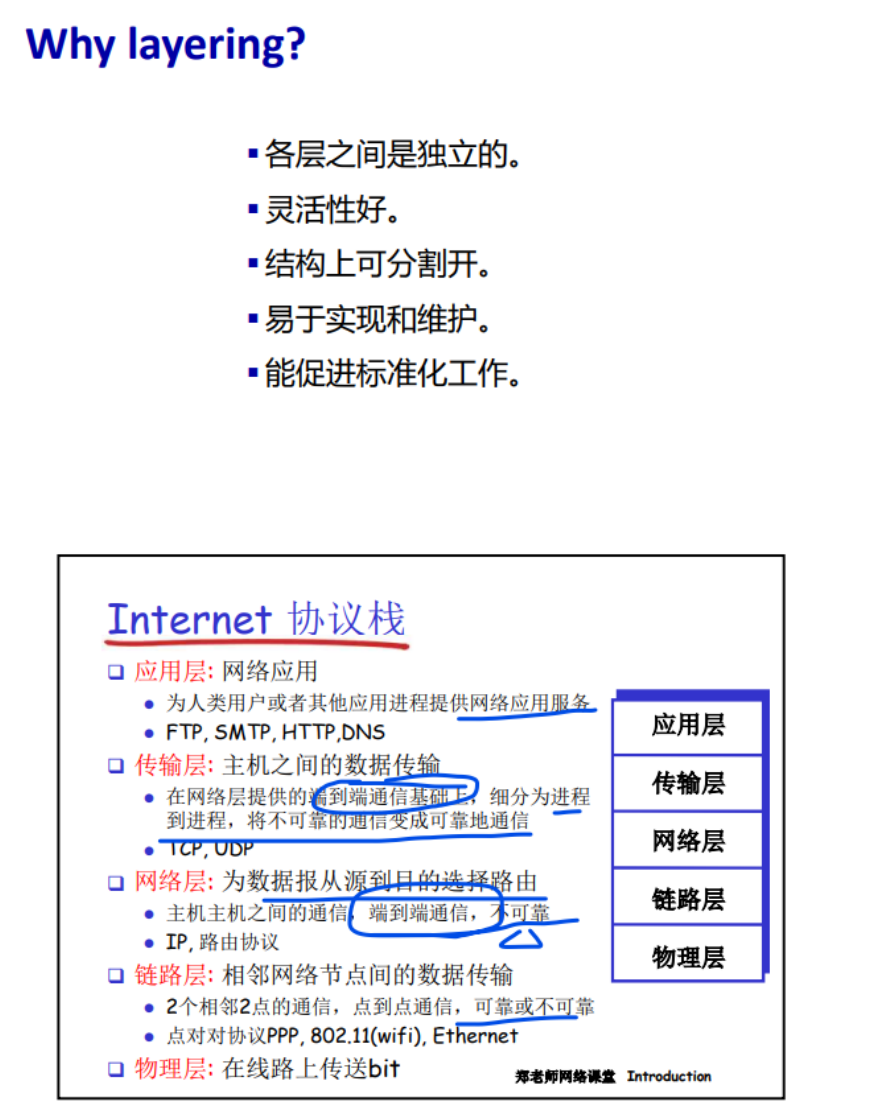 Why layering?
▪ 各层之间是独立的。
▪ 灵活性好。
▪ 结构上可分割开。
▪ 易于实现和维护。
▪ 能促进标准化工作。
Internet 协议栈
❑ 应用层: 网络应用
● 为人类用户或者其他应用进程提供网络应用服务
● FTP, SMTP, HTTP,DNS
❑ 传输层: 主机之间的数据传输
● 在网络层提供的端到端通信基础上，细分为进程
到进程，将不可靠的通信变成可靠地通信
● TCP, UDP
❑ 网络层: 为数据报从源到目的选择路由
● 主机主机之间的通信，端到端通信，不可靠
● IP, 路由协议
❑ 链路层: 相邻网络节点间的数据传输
● 2个相邻2点的通信，点到点通信，可靠或不可靠
● 点对对协议PPP, 802.11(wifi), Ethernet
❑ 物理层: 在线路上传送bit
应用层
传输层
网络层
链路层
物理层
郑老师网络课堂 Introduction